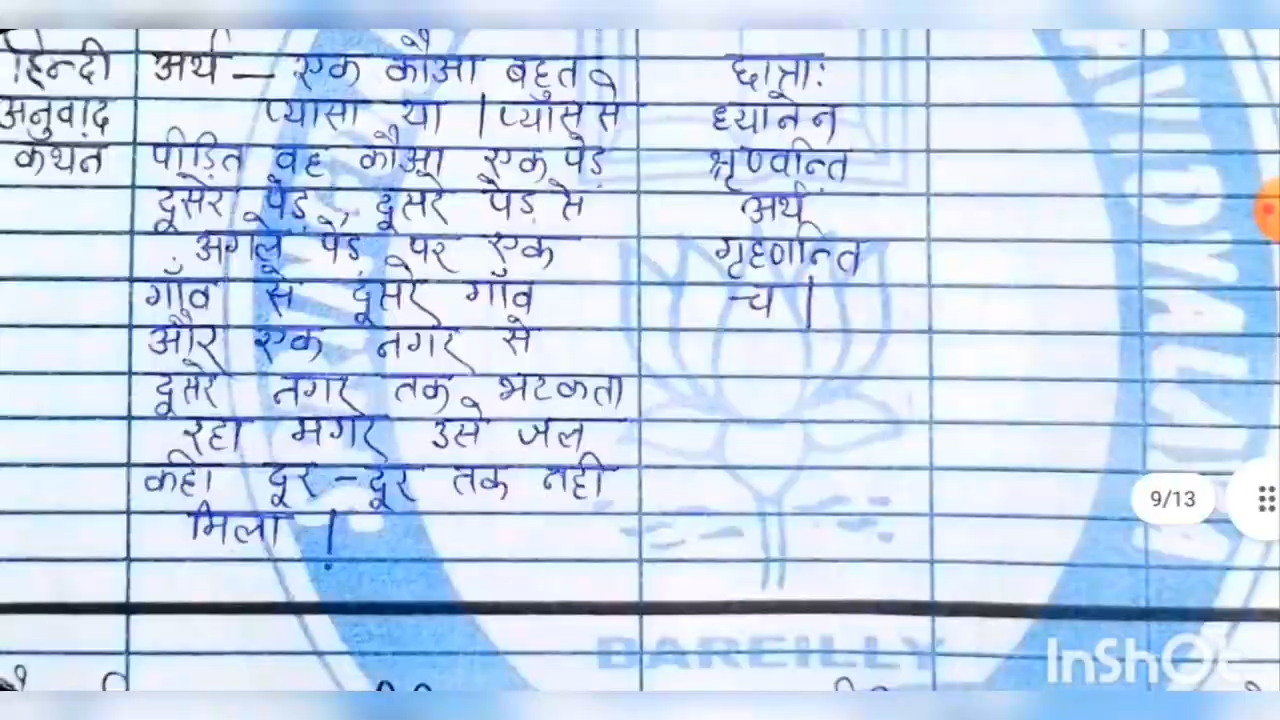 हिन्दी
अनुवाद
कथन
अर्थ – एक कौआ बहुत
प्यासा था | प्यास से
पीड़ित वह कौआ एक पेड़
दूसरे पेड़, दूसरे पेड़ से
अगले पेड़ पर एक
गाँव से दूसरे गाँव
और एक नगर से
दूसरे नगर तक भटकता
रहा मगर उसे जल
कही दूर-दूर तक नही
मिला |
छात्राः
ध्यानेन
श्रृण्वन्ति
अर्थ
गृहणन्ति
च |
9/13
BAREILLY
InShOt